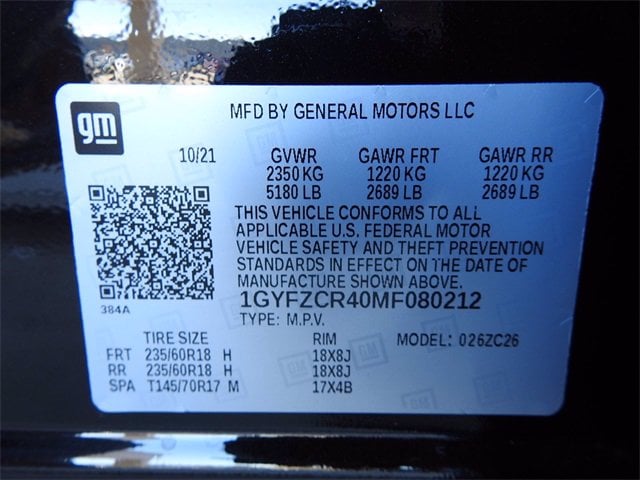 gm
MFD BY GENERAL MOTORS LLC
10/21 GVWR GAWR FRT GAWR RR
2350 KG 1220 KG 1220 KG
5180 LB 2689 LB 2689 LB
THIS VEHICLE CONFORMS TO ALL
APPLICABLE U.S. FEDERAL MOTOR
VEHICLE SAFETY AND THEFT PREVENTION
STANDARDS IN EFFECT ON THE DATE OF
MANUFACTURE SHOWN ABOVE.
384A
1GYFZCR40MF080212
TYPE: M.P.V.
TIRE SIZE RIM MODEL: 026ZC26
FRT 235/60R18 H 18X8J
RR 235/60R18 H 18X8J
SPA T145/70R17 M 17X4B